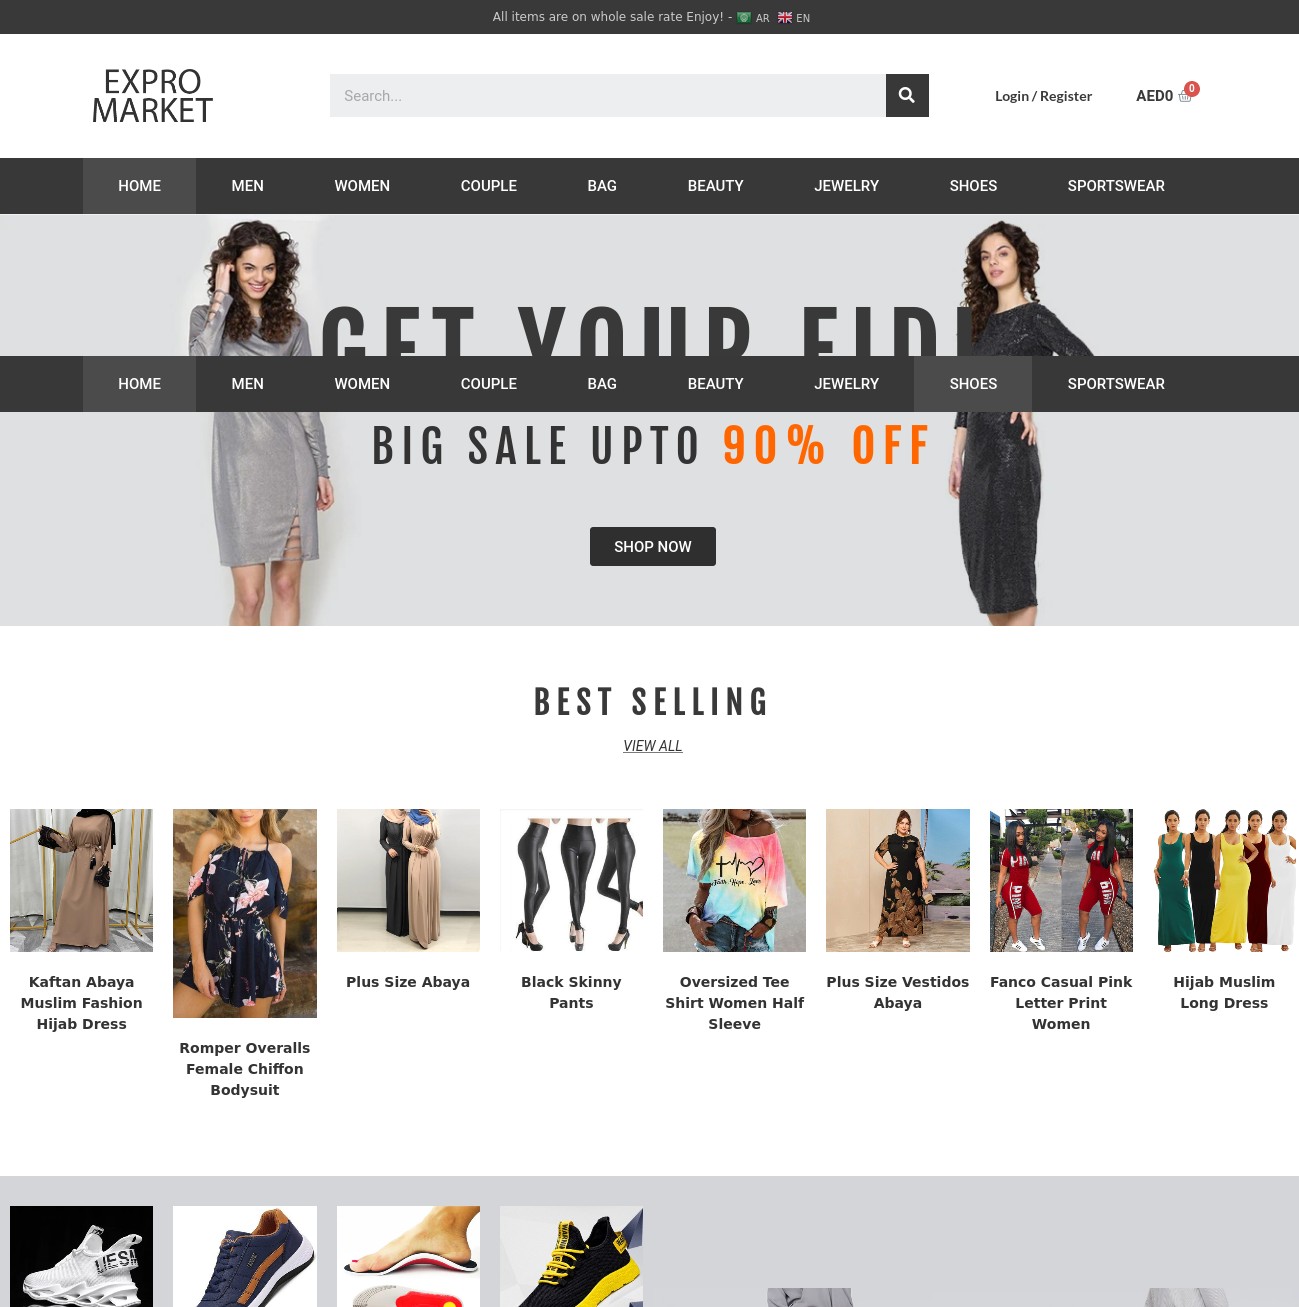 All items are on whole sale rate Enjoy! - AR EN
EXPRO
MARKET
Search...
Login / Register
AED0
0
HOME MEN WOMEN COUPLE BAG BEAUTY JEWELRY SHOES SPORTSWEAR
GET YOUR
HOME MEN WOMEN COUPLE BAG BEAUTY JEWELRY SHOES SPORTSWEAR
BIG SALE UPTO 90% OFF
SHOP NOW
BEST SELLING
VIEW ALL
Kaftan Abaya
Muslim Fashion
Hijab Dress
Romper Overalls
Female Chiffon
Bodysuit
Plus Size Abaya
Black Skinny
Pants
Faith Hope Love
Oversized Tee
Shirt Women Half
Sleeve
Plus Size Vestidos
Abaya
Fanco Casual Pink
Letter Print
Women
Hijab Muslim
Long Dress